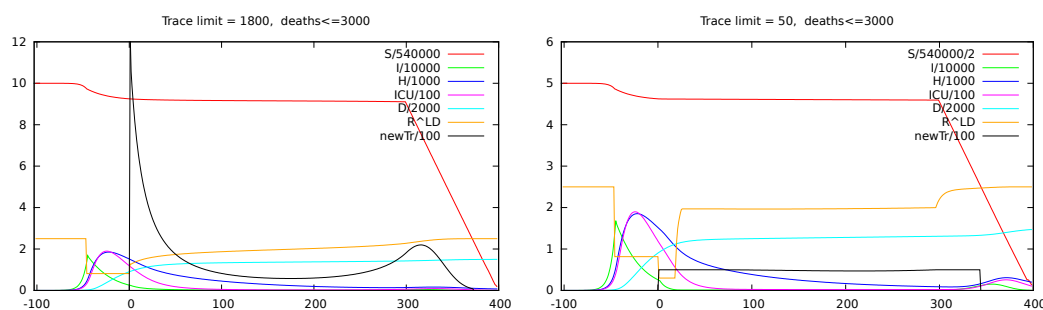 Trace limit = 1800,  deaths<=3000
12
10
8
6
4
2
0
-100
0
100
200
300
400
S/540000
I/10000
H/1000
ICU/100
D/2000
R^LD
newTr/100
Trace limit = 50,  deaths<=3000
6
5
4
3
2
1
0
-100
0
100
200
300
400
S/540000/2
I/10000
H/1000
ICU/100
D/2000
R^LD
newTr/100